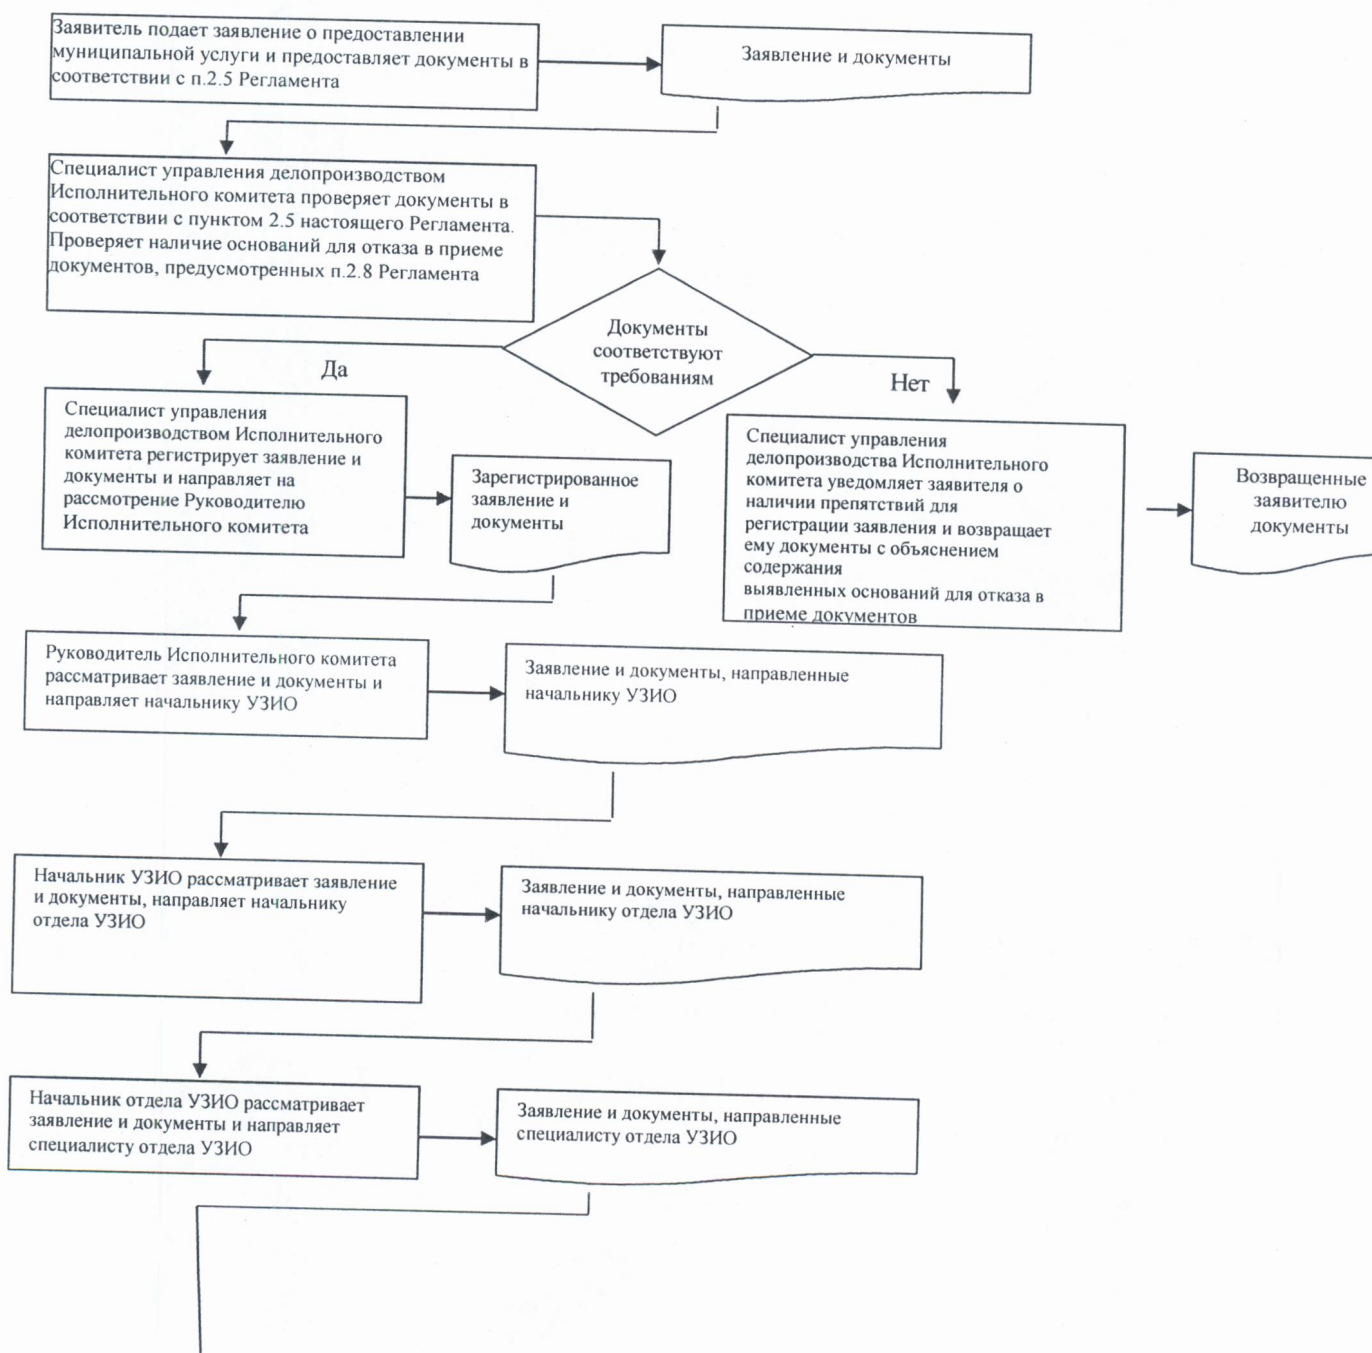 Заявитель подает заявление о предоставлении
муниципальной услуги и предоставляет документы в
соответствии с п.2.5 Регламента
Заявление и документы
Специалист управления делопроизводством
Исполнительного комитета проверяет документы в
соответствии с пунктом 2.5 настоящего Регламента.
Проверяет наличие оснований для отказа в приеме
документов, предусмотренных п.2.8 Регламента
Документы
соответствуют
требованиям
Да
Нет
Специалист управления
делопроизводством Исполнительного
комитета регистрирует заявление и
документы и направляет на
рассмотрение Руководителю
Исполнительного комитета
Зарегистрированное
заявление и
документы
Специалист управления
делопроизводства Исполнительного
комитета уведомляет заявителя о
наличии препятствий для
регистрации заявления и возвращает
ему документы с объяснением
содержания
выявленных оснований для отказа в
приеме документов
Возвращенные
заявителю
документы
Руководитель Исполнительного комитета
рассматривает заявление и документы и
направляет начальнику УЗИО
Заявление и документы, направленные
начальнику УЗИО
Начальник УЗИО рассматривает заявление
и документы, направляет начальнику
отдела УЗИО
Заявление и документы, направленные
начальнику отдела УЗИО
Начальник отдела УЗИО рассматривает
заявление и документы и направляет
специалисту отдела УЗИО
Заявление и документы, направленные
специалисту отдела УЗИО